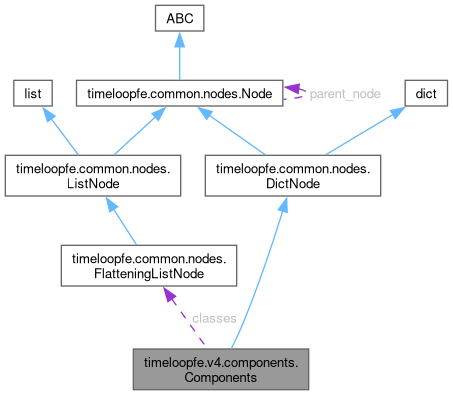 ABC
list
timeloopfe.common.nodes.Node
parent_node
dict
timeloopfe.common.nodes.
ListNode
timeloopfe.common.nodes.
DictNode
timeloopfe.common.nodes.
FlatteningListNode
classes
timeloopfe.v4.components.
Components